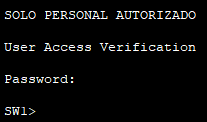 SOLO PERSONAL AUTORIZADO
User Access Verification
Password:
SW1>